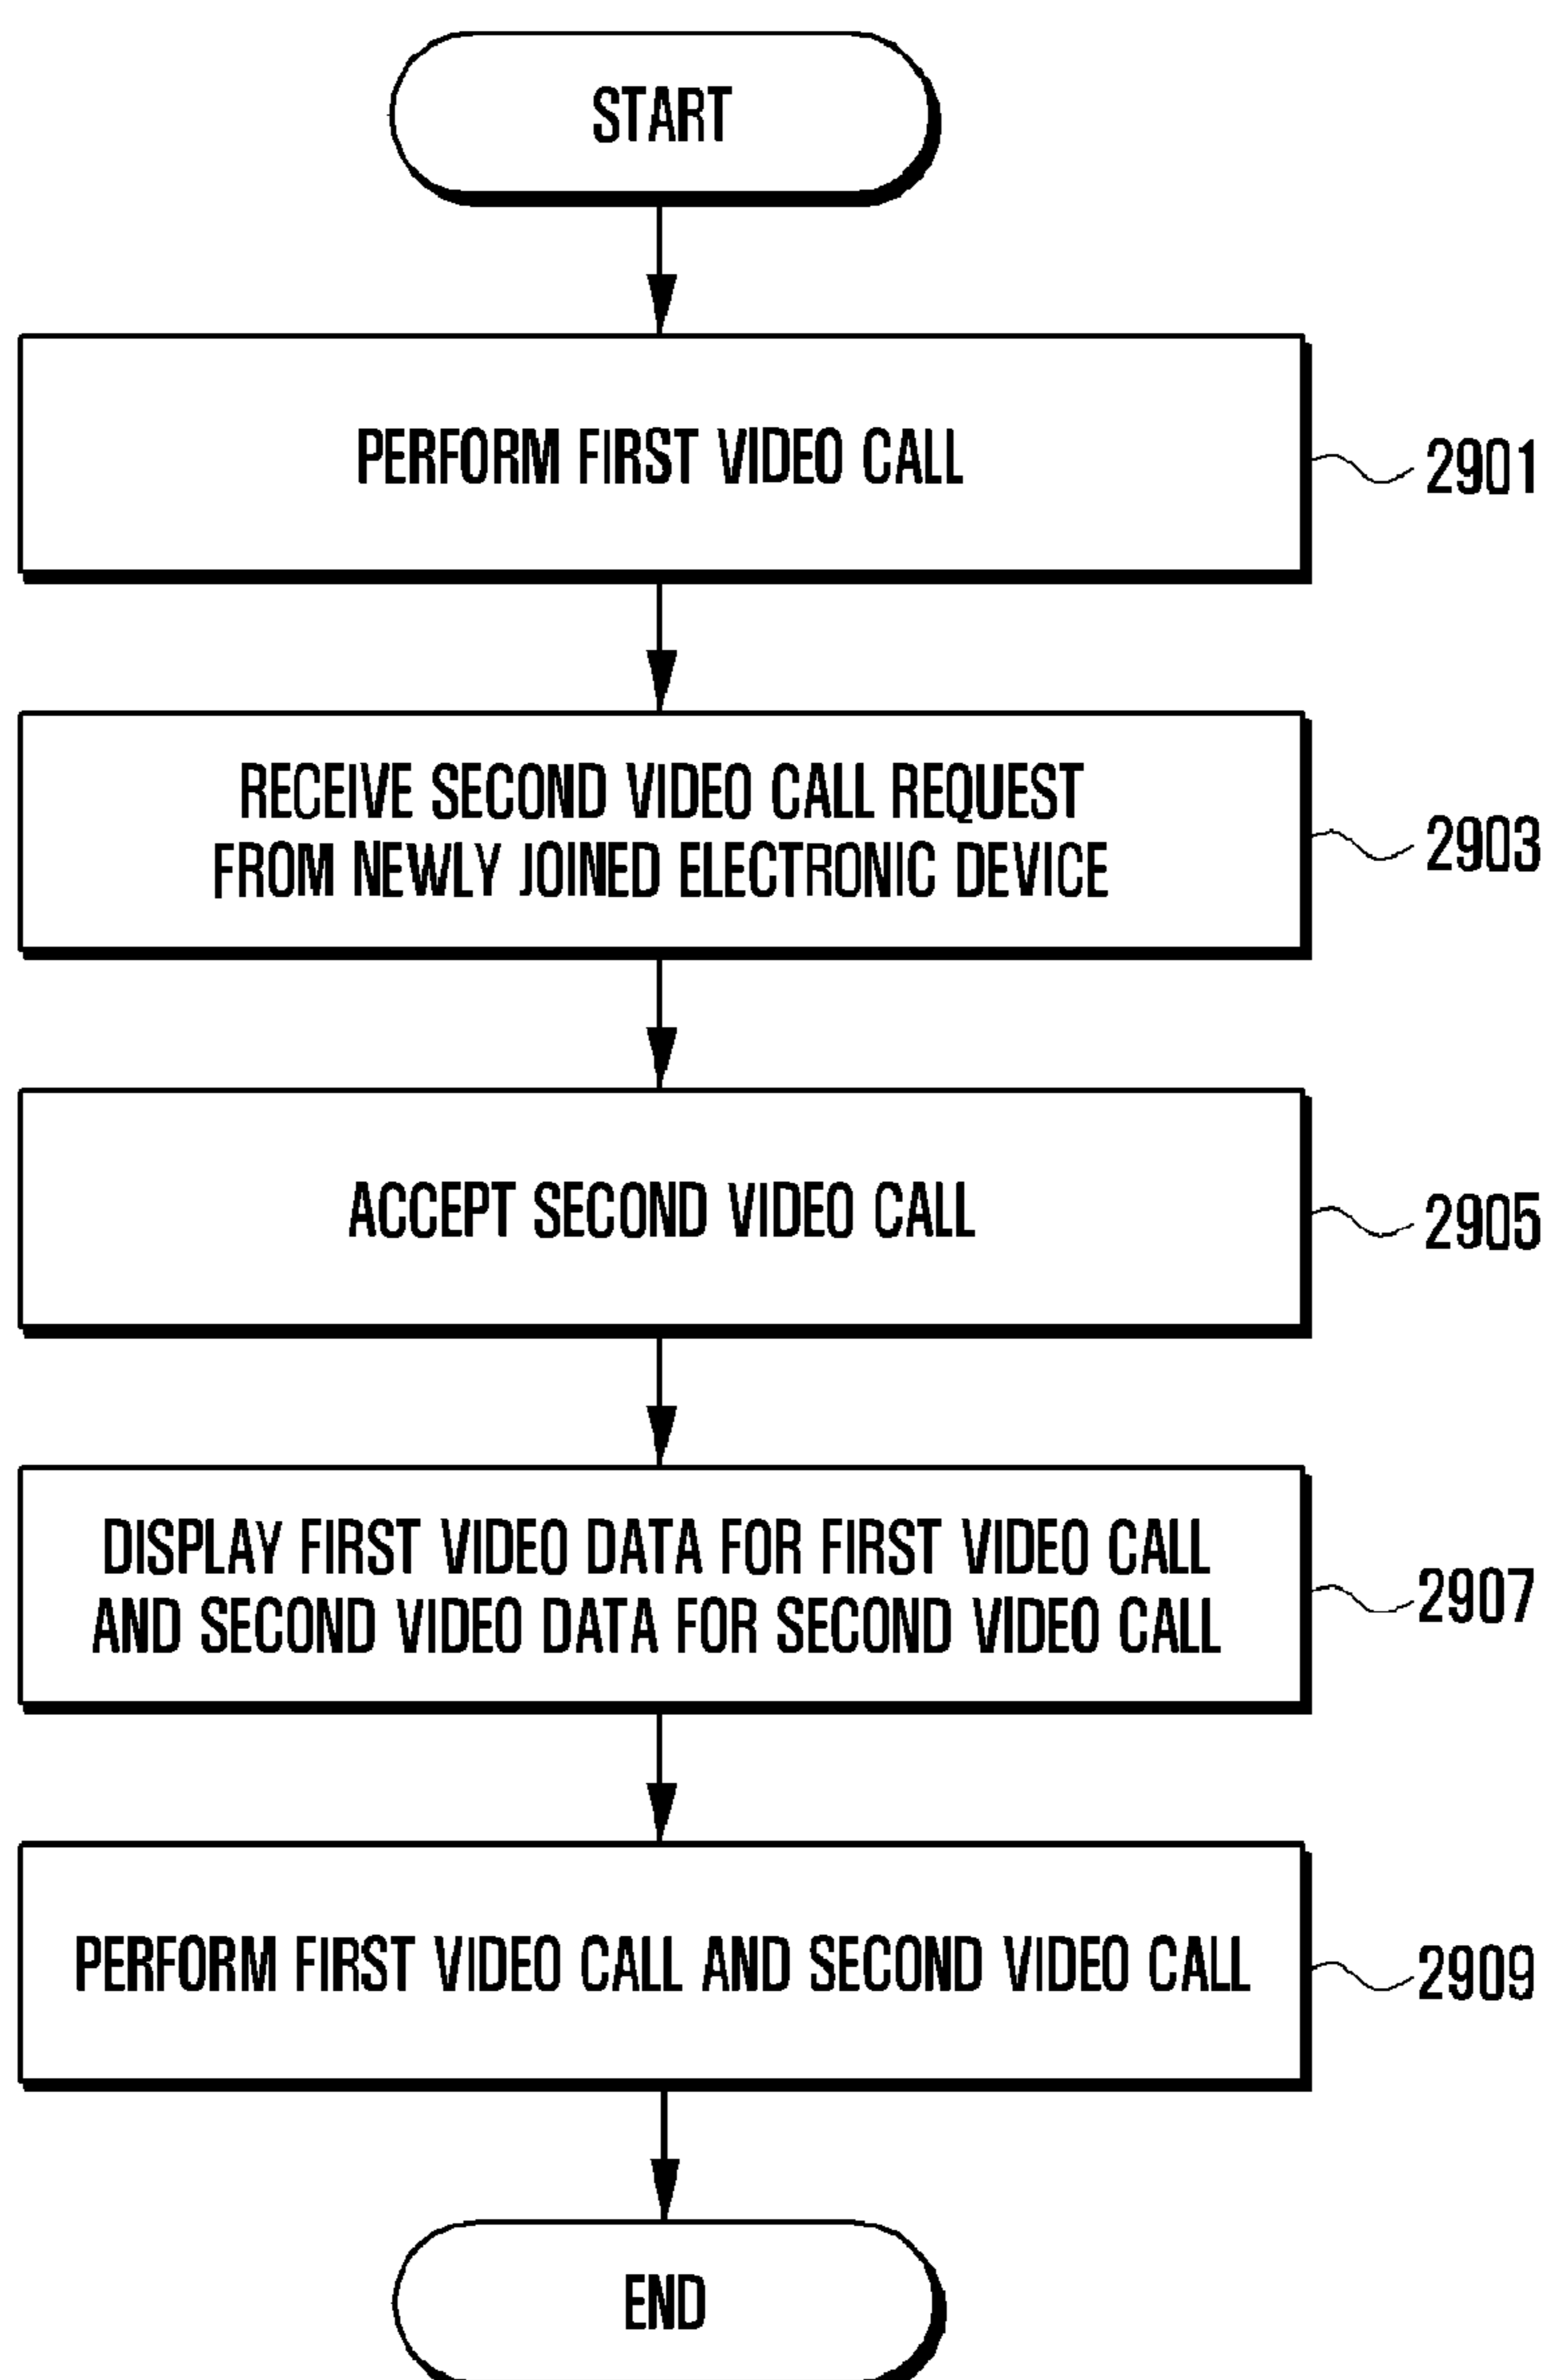 START
PERFORM FIRST VIDEO CALL
2901
RECEIVE SECOND VIDEO CALL REQUEST
FROM NEWLY JOINED ELECTRONIC DEVICE
2903
ACCEPT SECOND VIDEO CALL
2905
DISPLAY FIRST VIDEO DATA FOR FIRST VIDEO CALL
AND SECOND VIDEO DATA FOR SECOND VIDEO CALL
2907
PERFORM FIRST VIDEO CALL AND SECOND VIDEO CALL
2909
END